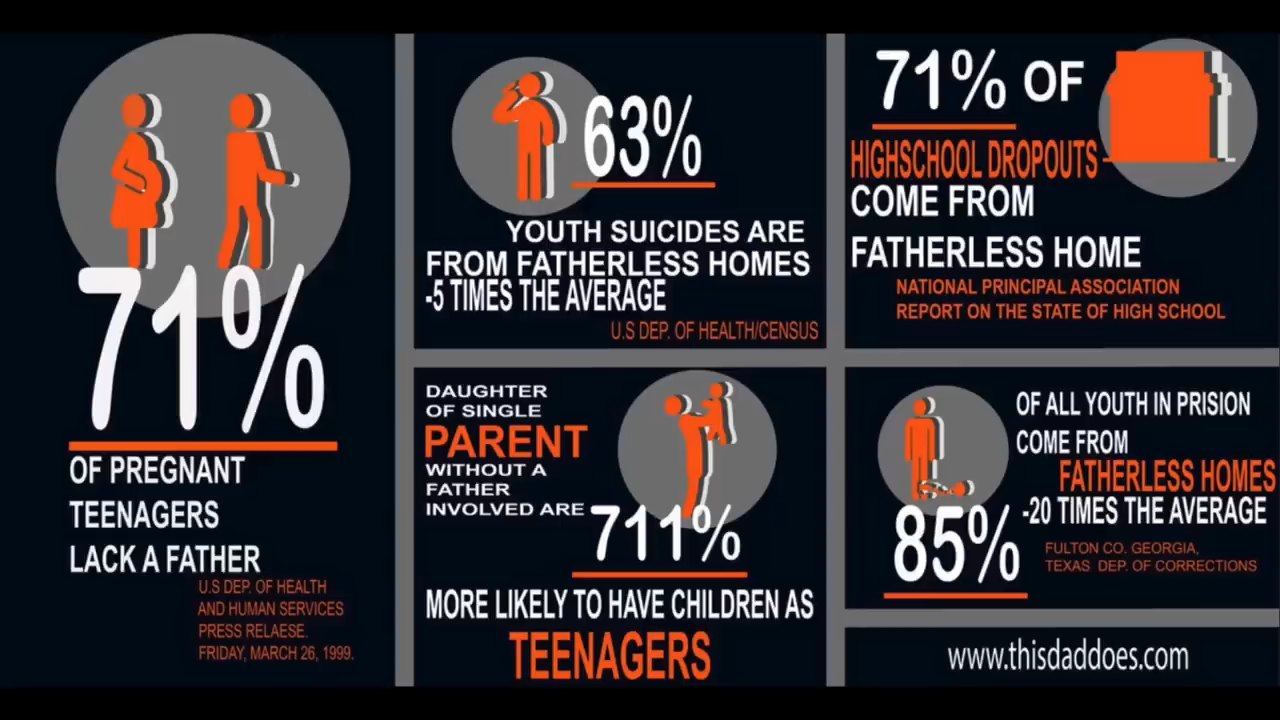 71%
OF PREGNANT
TEENAGERS
LACK A FATHER
U.S DEP. OF HEALTH
AND HUMAN SERVICES
PRESS RELAESE.
FRIDAY, MARCH 26, 1999.
63%
YOUTH SUICIDES ARE
FROM FATHERLESS HOMES
-5 TIMES THE AVERAGE
U.S DEP. OF HEALTH/CENSUS
DAUGHTER
OF SINGLE
PARENT
WITHOUT A
FATHER
INVOLVED ARE
711%
MORE LIKELY TO HAVE CHILDREN AS
TEENAGERS
71% OF
HIGHSCHOOL DROPOUTS
COME FROM
FATHERLESS HOME
NATIONAL PRINCIPAL ASSOCIATION
REPORT ON THE STATE OF HIGH SCHOOL
85%
OF ALL YOUTH IN PRISION
COME FROM
FATHERLESS HOMES
-20 TIMES THE AVERAGE
FULTON CO. GEORGIA,
TEXAS DEP. OF CORRECTIONS
www.thisdaddoes.com